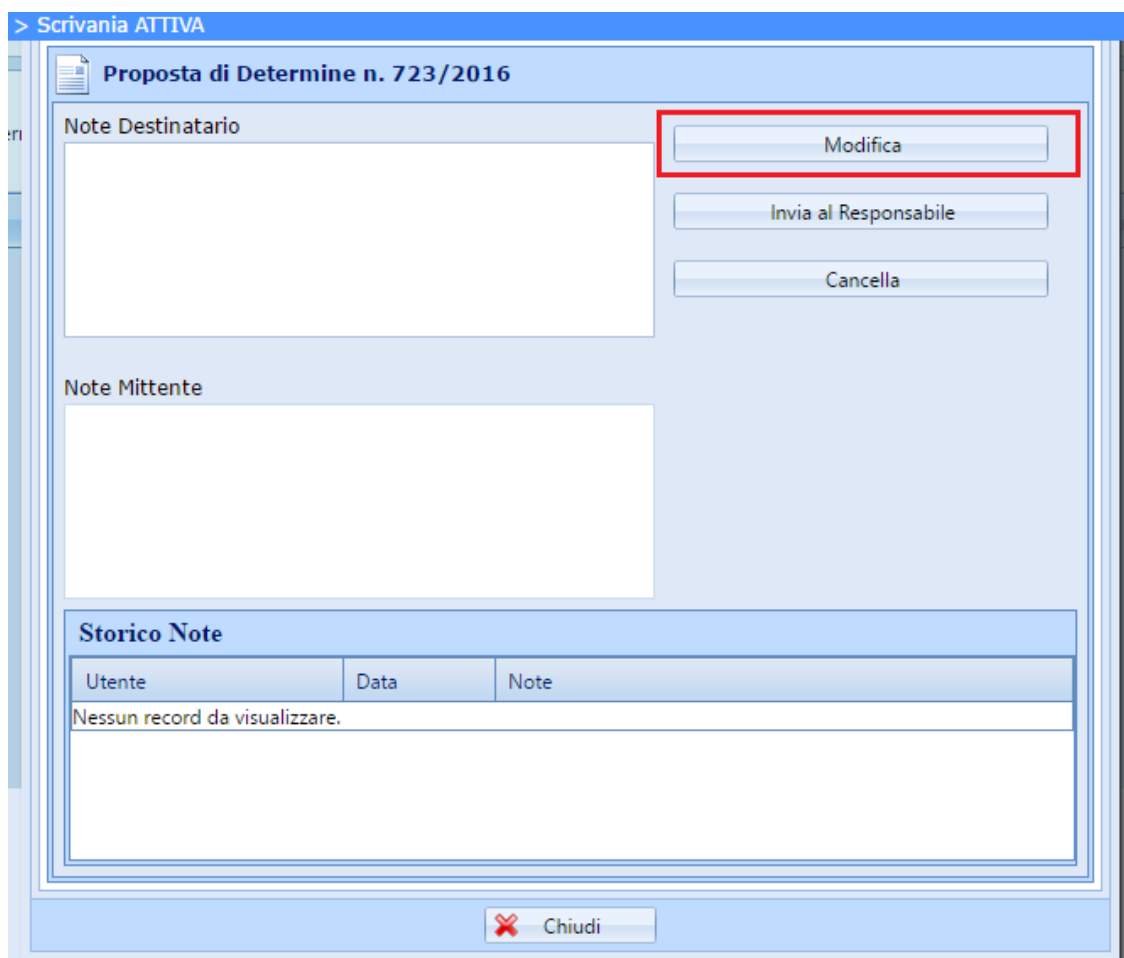 > Scrivania ATTIVA
Proposta di Determine n. 723/2016
Note Destinatario
Modifica
Invia al Responsabile
Cancella
Note Mittente
Storico Note
Utente Data Note
Nessun record da visualizzare.
Chiudi